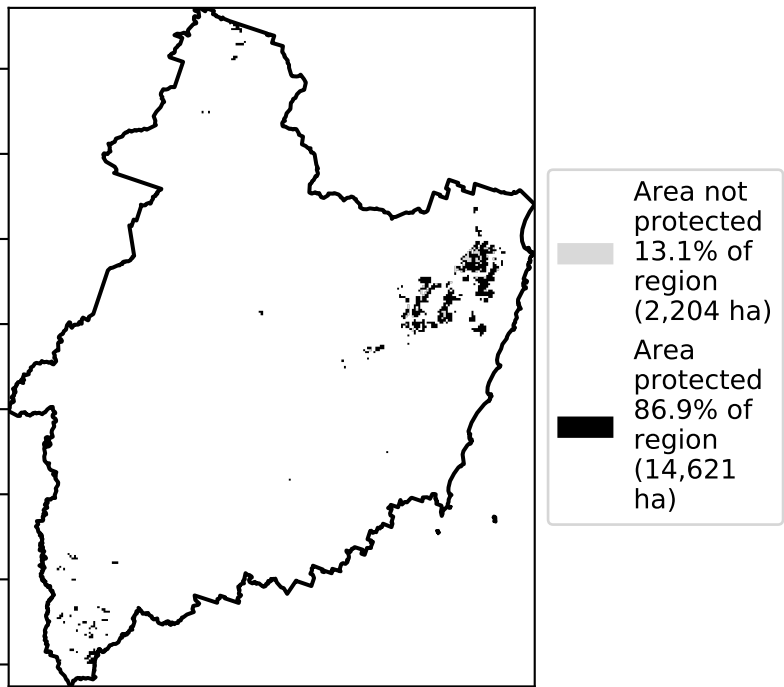 Area not
protected
13.1% of
region
(2,204 ha)
Area
protected
86.9% of
region
(14,621
ha)